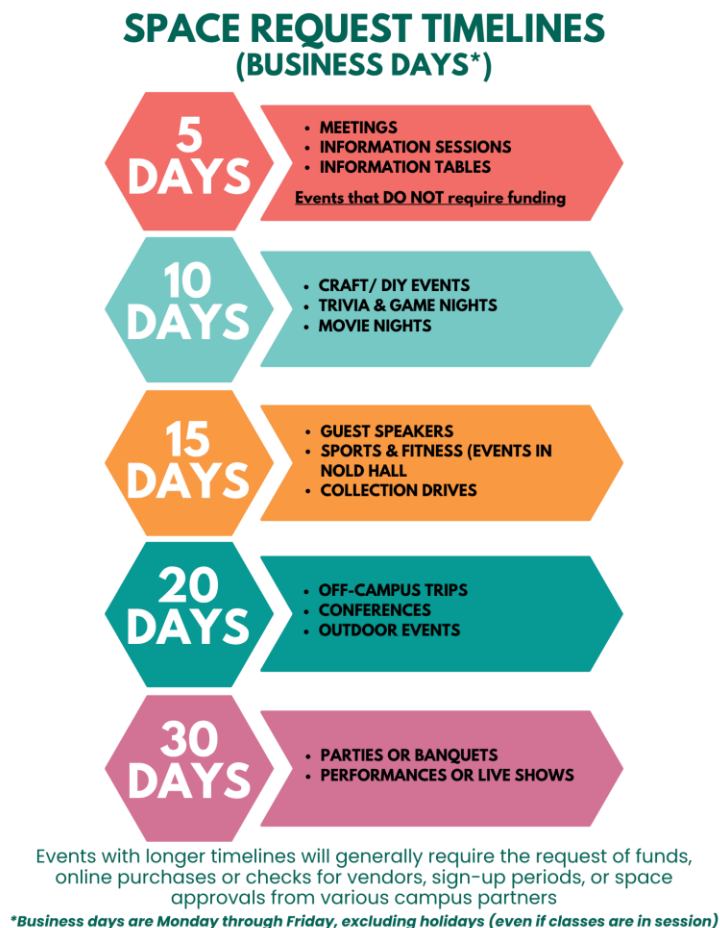 SPACE REQUEST TIMELINES
(BUSINESS DAYS*)
5
DAYS
• MEETINGS
• INFORMATION SESSIONS
• INFORMATION TABLES
Events that DO NOT require funding
10
DAYS
• CRAFT/ DIY EVENTS
• TRIVIA & GAME NIGHTS
• MOVIE NIGHTS
15
DAYS
• GUEST SPEAKERS
• SPORTS & FITNESS (EVENTS IN
NOLD HALL
• COLLECTION DRIVES
20
DAYS
• OFF-CAMPUS TRIPS
• CONFERENCES
• OUTDOOR EVENTS
30
DAYS
• PARTIES OR BANQUETS
• PERFORMANCES OR LIVE SHOWS
Events with longer timelines will generally require the request of funds,
online purchases or checks for vendors, sign-up periods, or space
approvals from various campus partners
*Business days are Monday through Friday, excluding holidays (even if classes are in session)